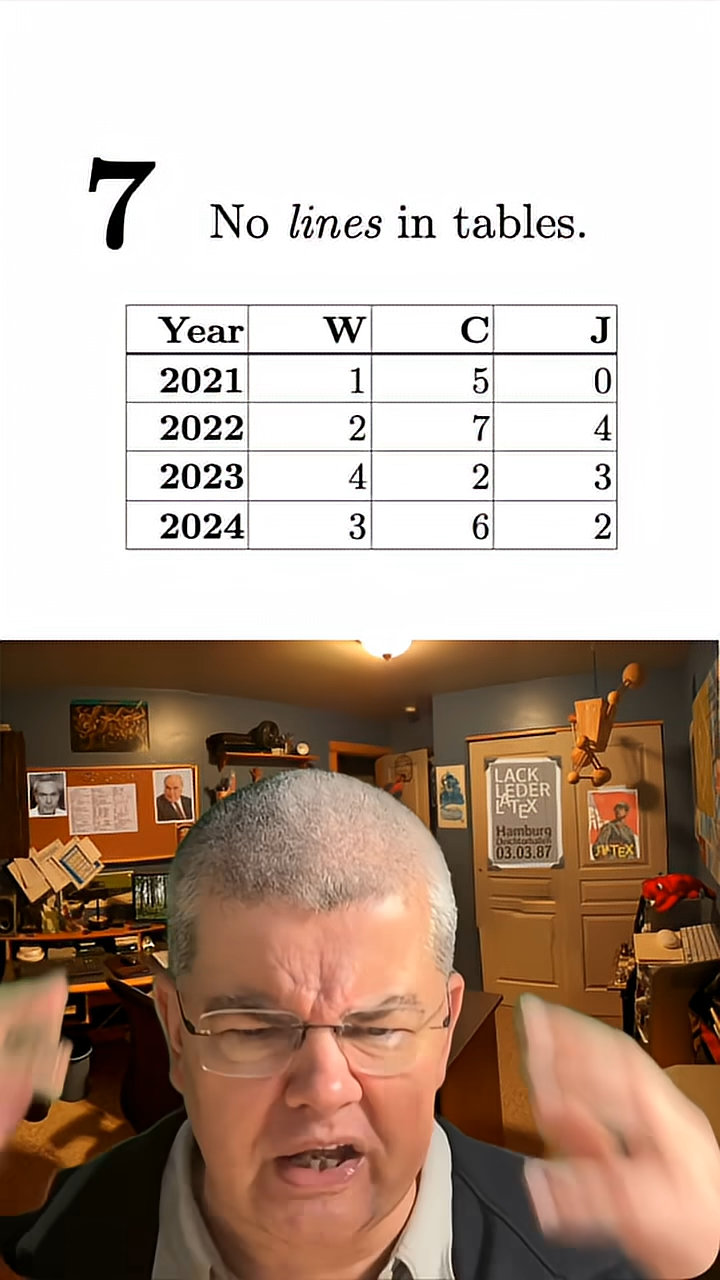 7
No lines in tables.
Year W C J
2021 1 5 0
2022 2 7 4
2023 4 2 3
2024 3 6 2
LACK
LEDER
LATEX
Hamburg
03.03.87